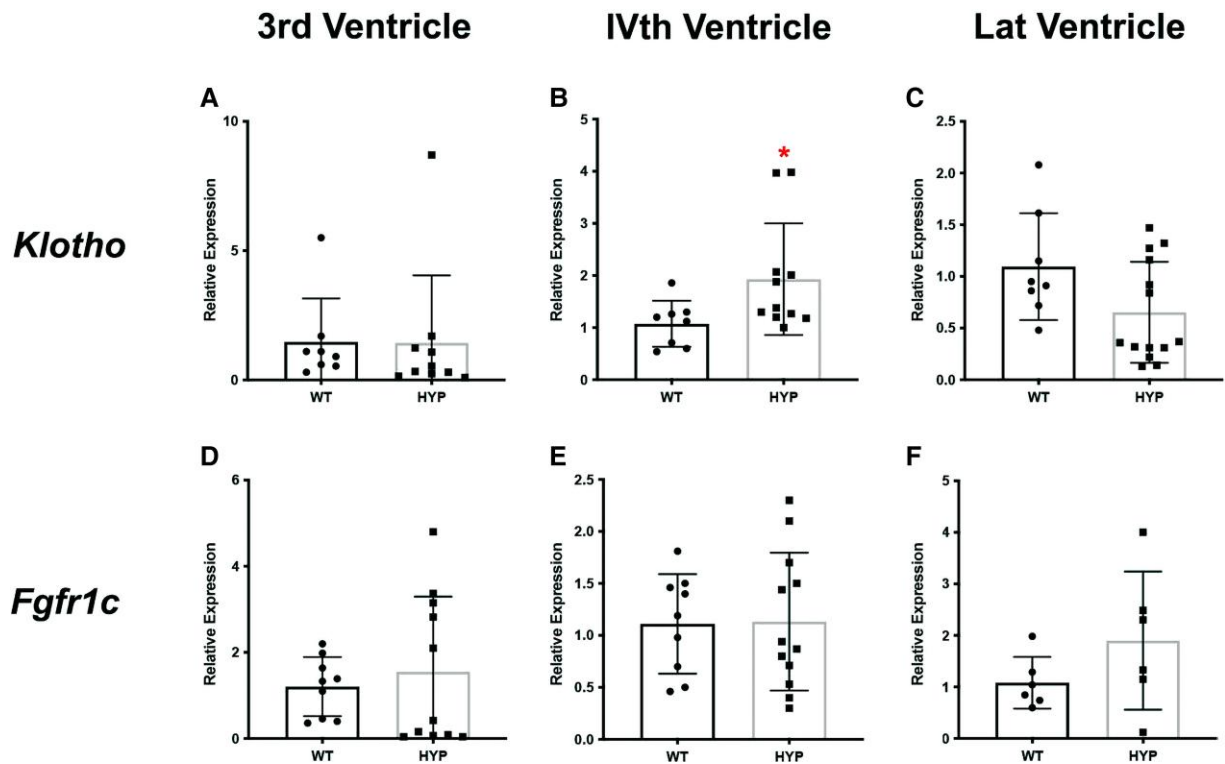 3rd Ventricle IVth Ventricle Lat Ventricle
Klotho
A
Relative Expression
10
5
0
WT HYP
B
Relative Expression
5
4
3
2
1
0
*
WT HYP
C
Relative Expression
2.5
2.0
1.5
1.0
0.5
0.0
WT HYP
Fgfr1c
D
Relative Expression
6
4
2
0
WT HYP
E
Relative Expression
2.5
2.0
1.5
1.0
0.5
0.0
WT HYP
F
Relative Expression
5
4
3
2
1
0
WT HYP